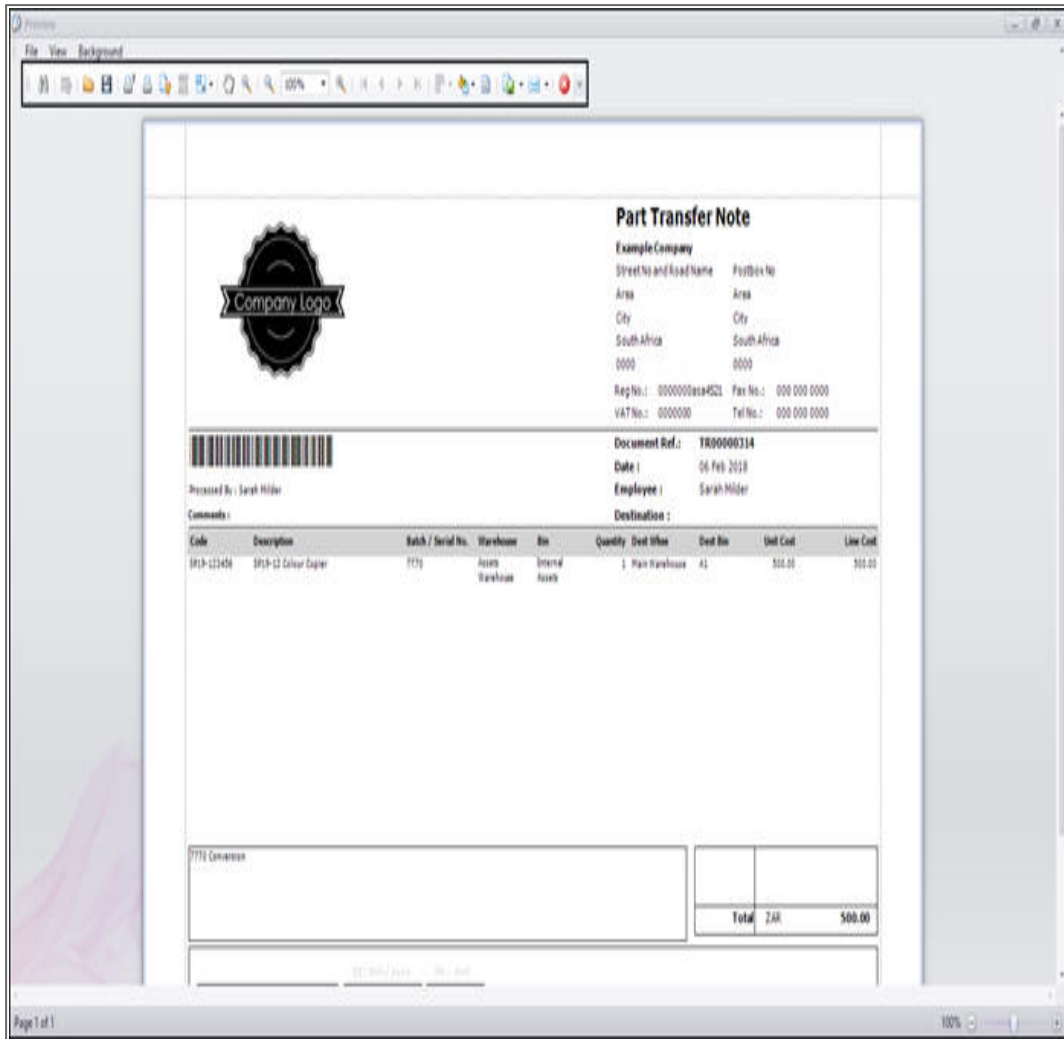 Preview
File View Background
100%
Part Transfer Note
Example Company
Street No and Road Name Postbox No
Area Area
City City
South Africa South Africa
0000 0000
Reg No.: 0000000asa4521 Fax No.: 000 000 0000
VAT No.: 0000000 Tel No.: 000 000 0000
Company Logo
Document Ref.: TR00000314
Date : 06 Feb 2018
Processed By : Sarah Milder Employee : Sarah Milder
Comments : Destination :
Code Description Batch / Serial No. Warehouse Bin Quantity Dest Whse Dest Bin Unit Cost Line Cost
SP19-123456 SP19-12 Colour Copier 7770 Assets Internal 1 Main Warehouse A1 500.00 500.00
Warehouse Assets
7770 Conversion
Total ZAR 500.00
Page 1 of 1 100%